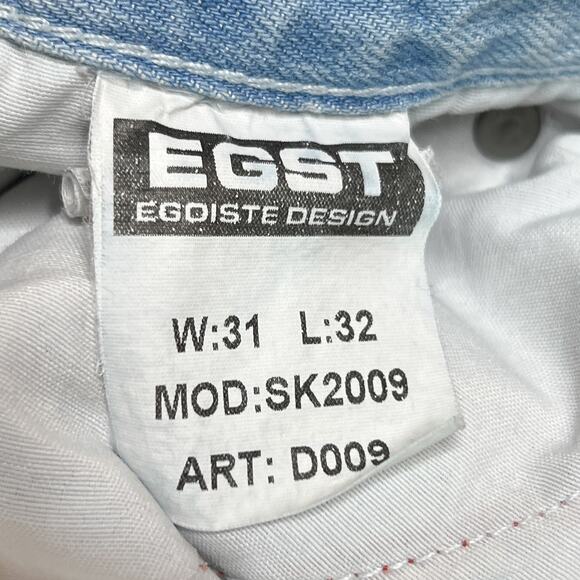 EGST
EGOISTE DESIGN
W:31 L:32
MOD:SK2009
ART: D009